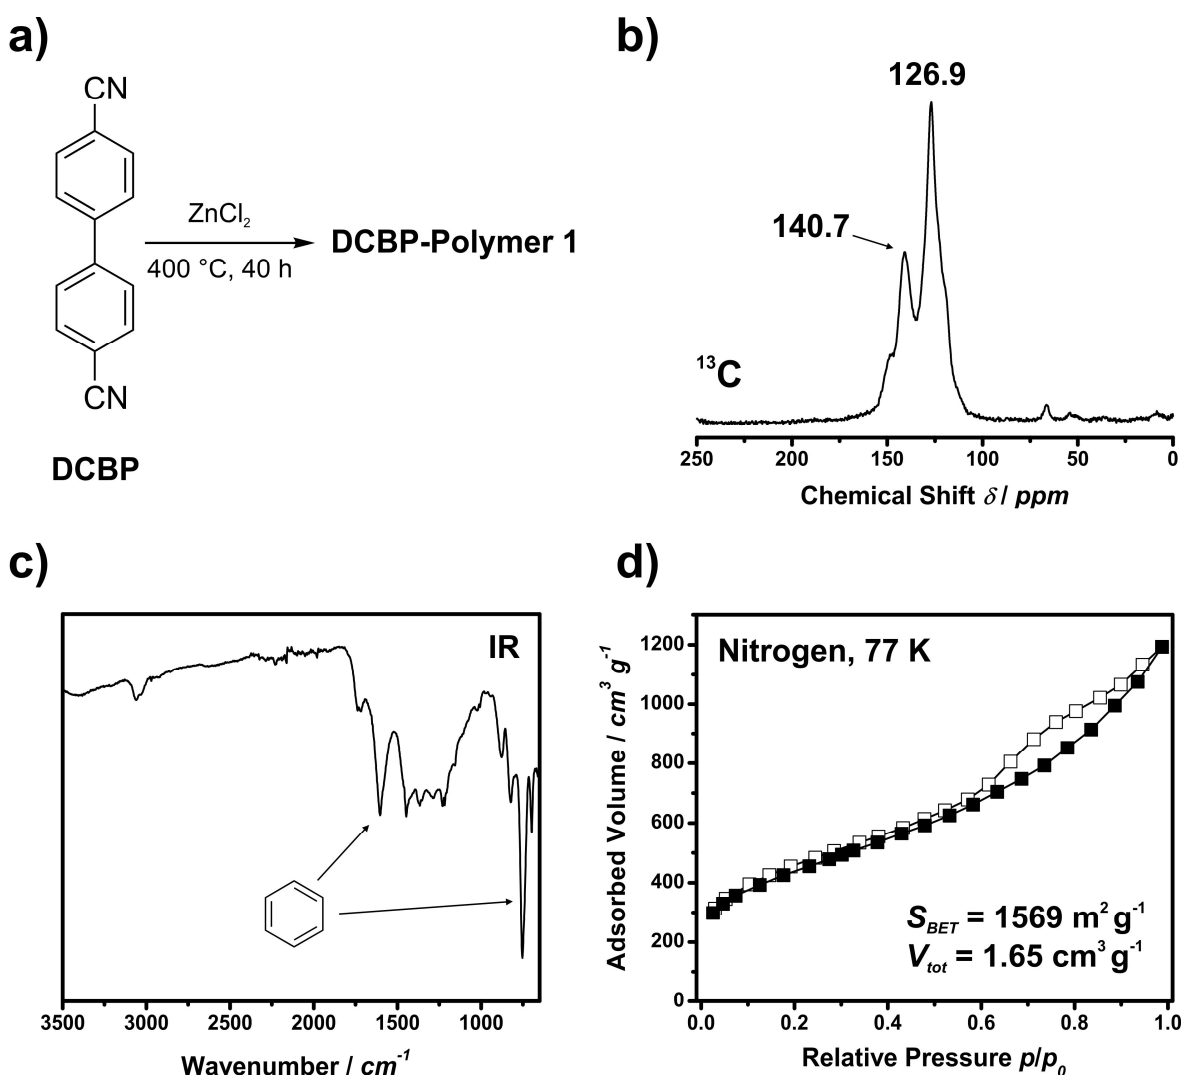 a)
CN
ZnCl₂
400 °C, 40 h
DCBP-Polymer 1
CN
DCBP
b)
126.9
140.7
¹³C
250 200 150 100 50 0
Chemical Shift δ / ppm
c)
IR
3500 3000 2500 2000 1500 1000
Wavenumber / cm⁻¹
d)
Nitrogen, 77 K
1200
1000
800
600
400
200
0
Adsorbed Volume / cm³ g⁻¹
S_BET = 1569 m² g⁻¹
V_tot = 1.65 cm³ g⁻¹
0.0 0.2 0.4 0.6 0.8 1.0
Relative Pressure p/p₀